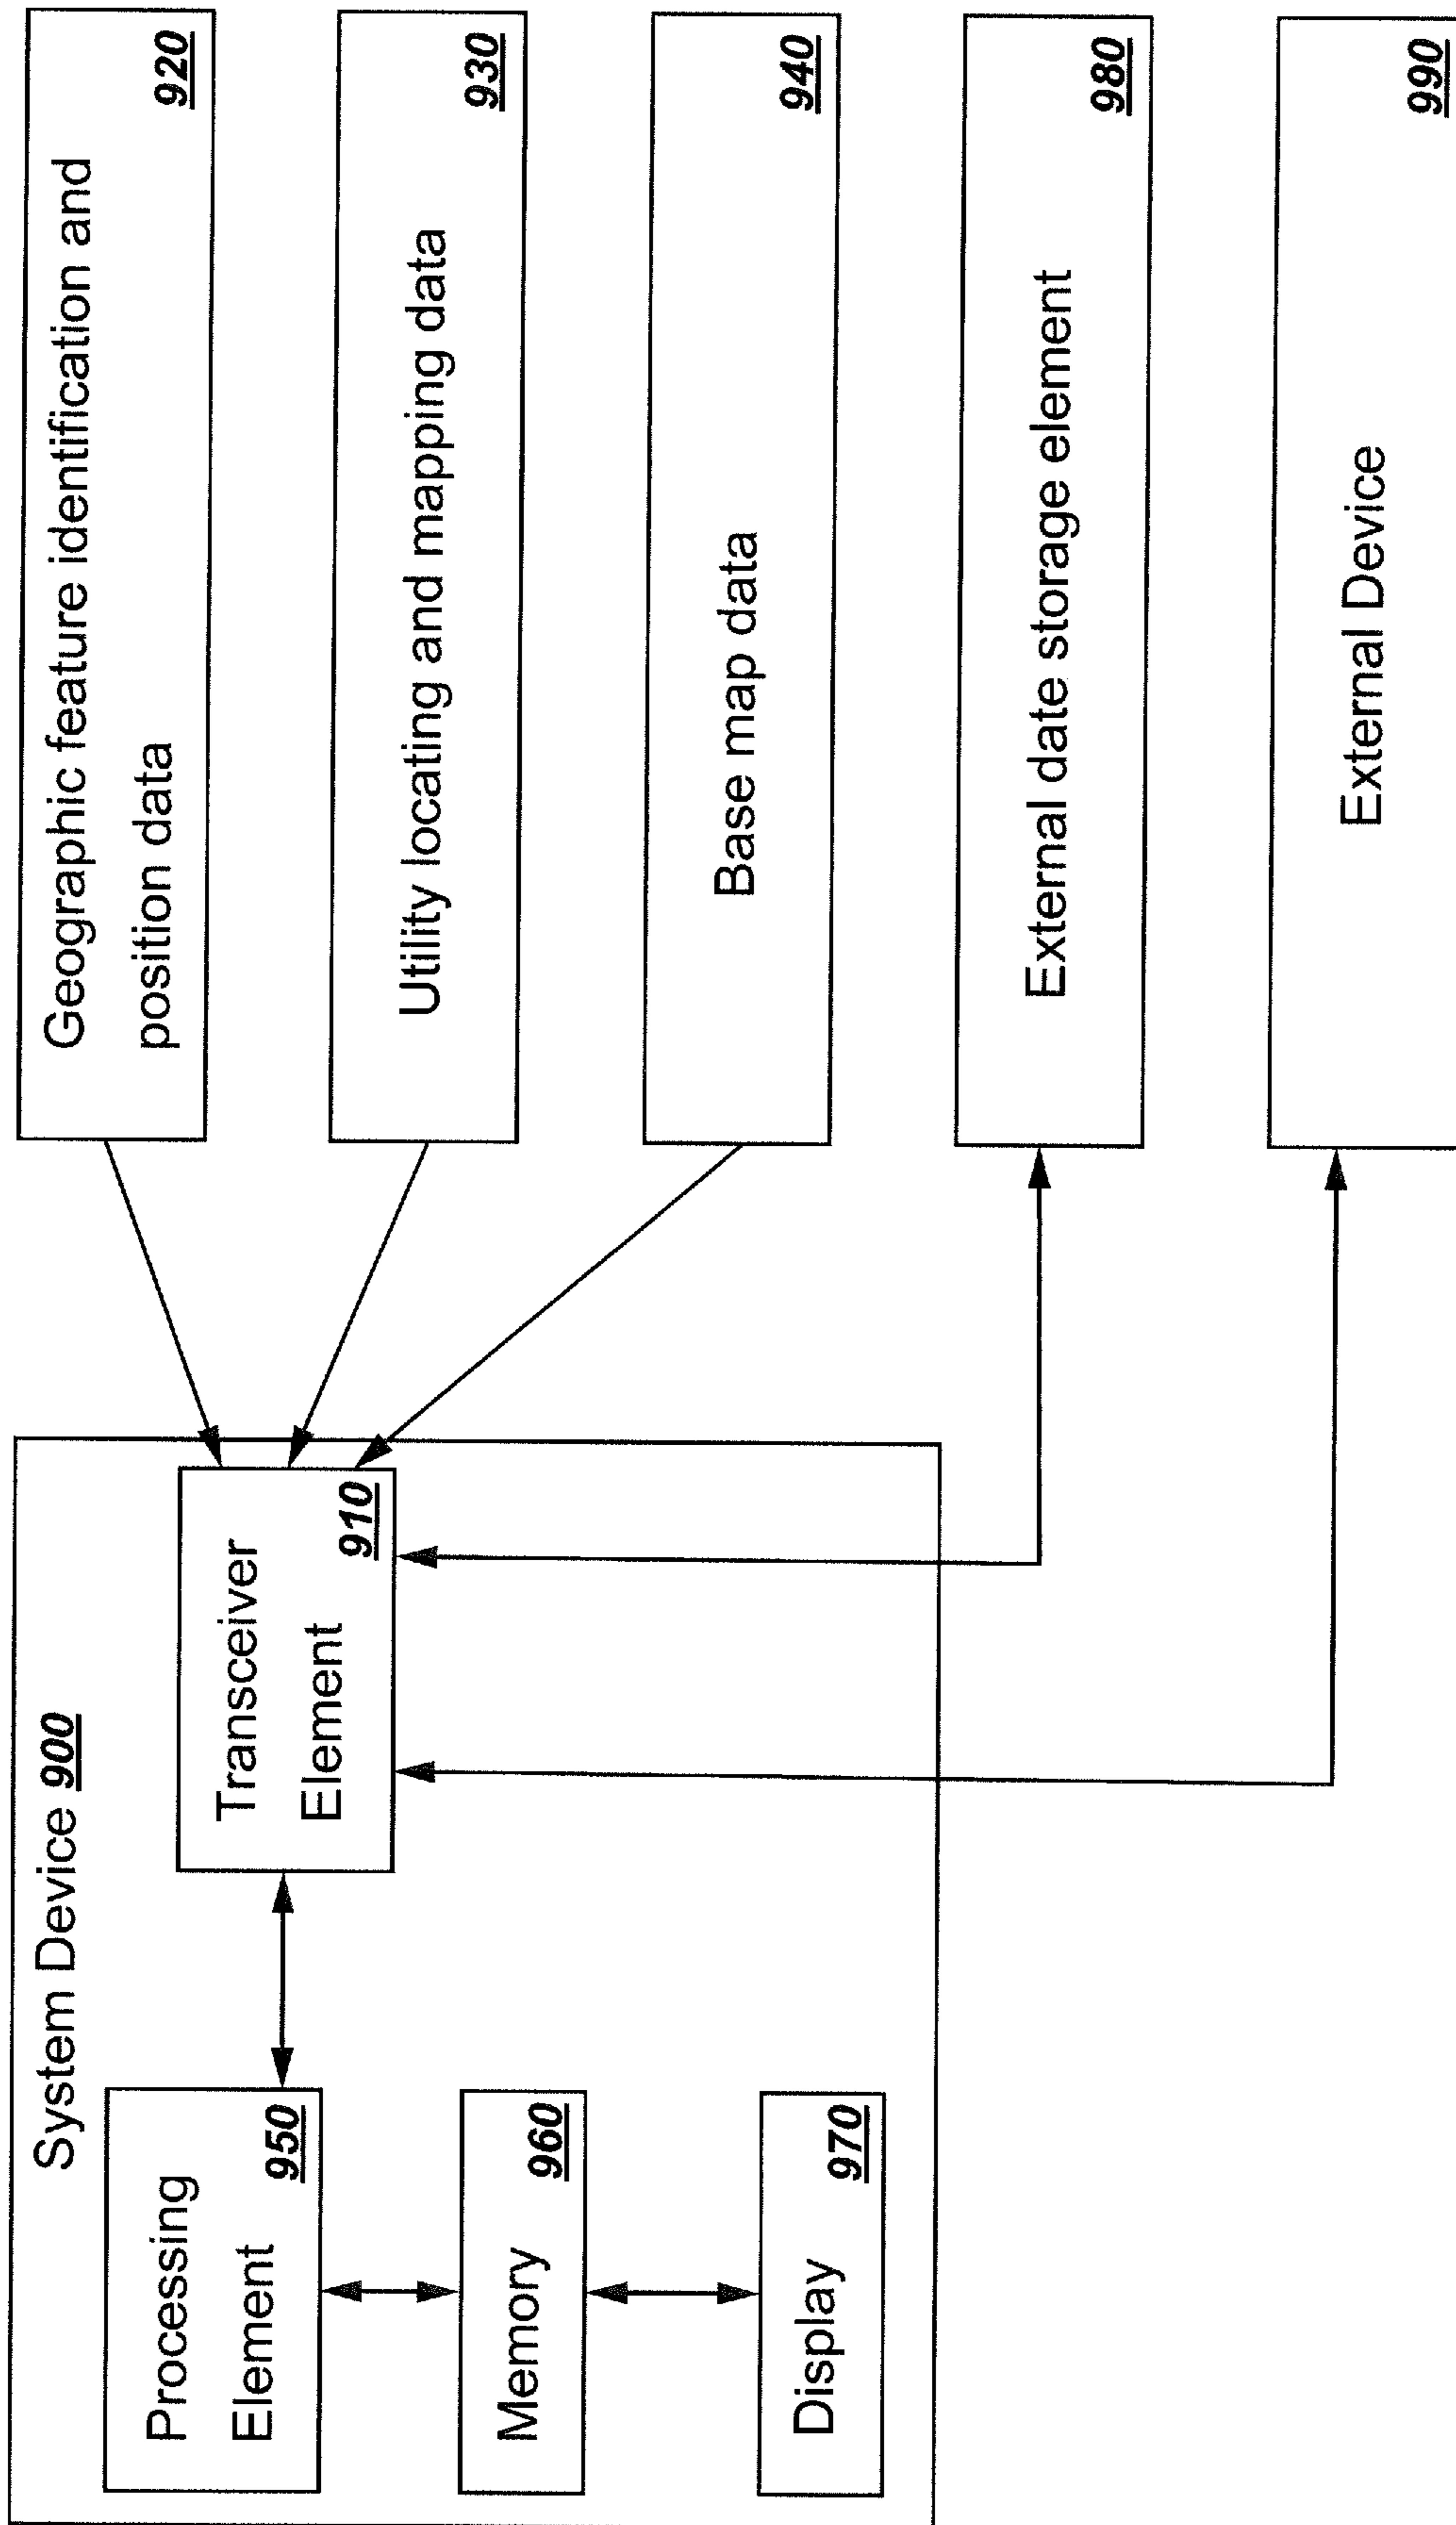 System Device 900
Processing
Element
950
Transceiver
Element
910
Memory
960
Display
970
Geographic feature identification and
position data
920
Utility locating and mapping data
930
Base map data
940
External date storage element
980
External Device
990